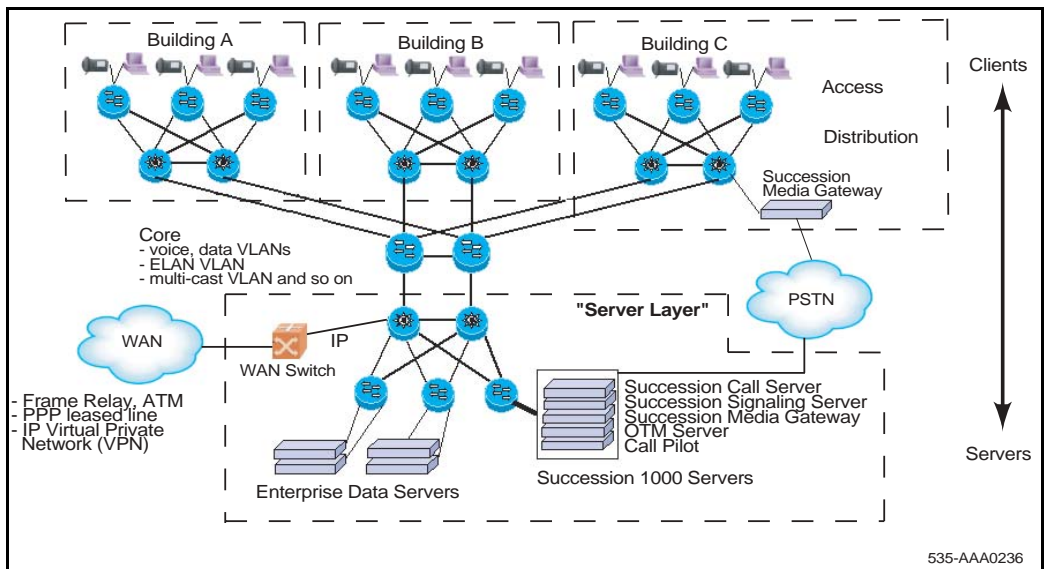 Building A
Building B
Building C
Clients
Access
Distribution
Succession
Media Gateway
Core
- voice, data VLANs
- ELAN VLAN
- multi-cast VLAN and so on
"Server Layer"
PSTN
WAN
IP
WAN Switch
- Frame Relay, ATM
- PPP leased line
- IP Virtual Private
Network (VPN)
Succession Call Server
Succession Signaling Server
Succession Media Gateway
OTM Server
Call Pilot
Servers
Enterprise Data Servers
Succession 1000 Servers
535-AAA0236